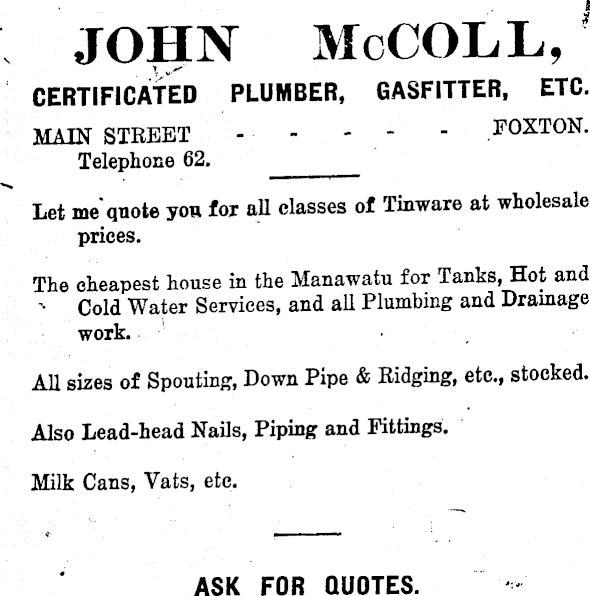 JOHN McCOLL,
CERTIFICATED PLUMBER, GASFITTER, ETC.
MAIN STREET - - - - - FOXTON.
Telephone 62.
Let me quote you for all classes of Tinware at wholesale
prices.
The cheapest house in the Manawatu for Tanks, Hot and
Cold Water Services, and all Plumbing and Drainage
work.
All sizes of Spouting, Down Pipe & Ridging, etc., stocked.
Also Lead-head Nails, Piping and Fittings.
Milk Cans, Vats, etc.
ASK FOR QUOTES.